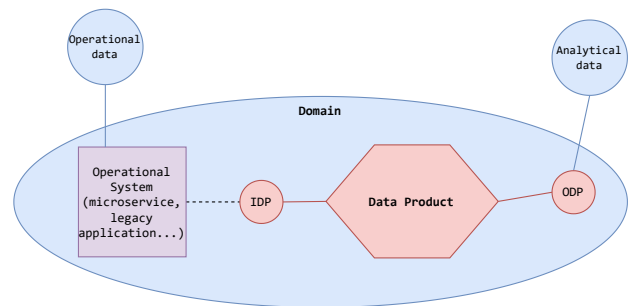 Operational
data
Analytical
data
Domain
Operational
System
(microservice,
legacy
application...)
IDP
Data Product
ODP